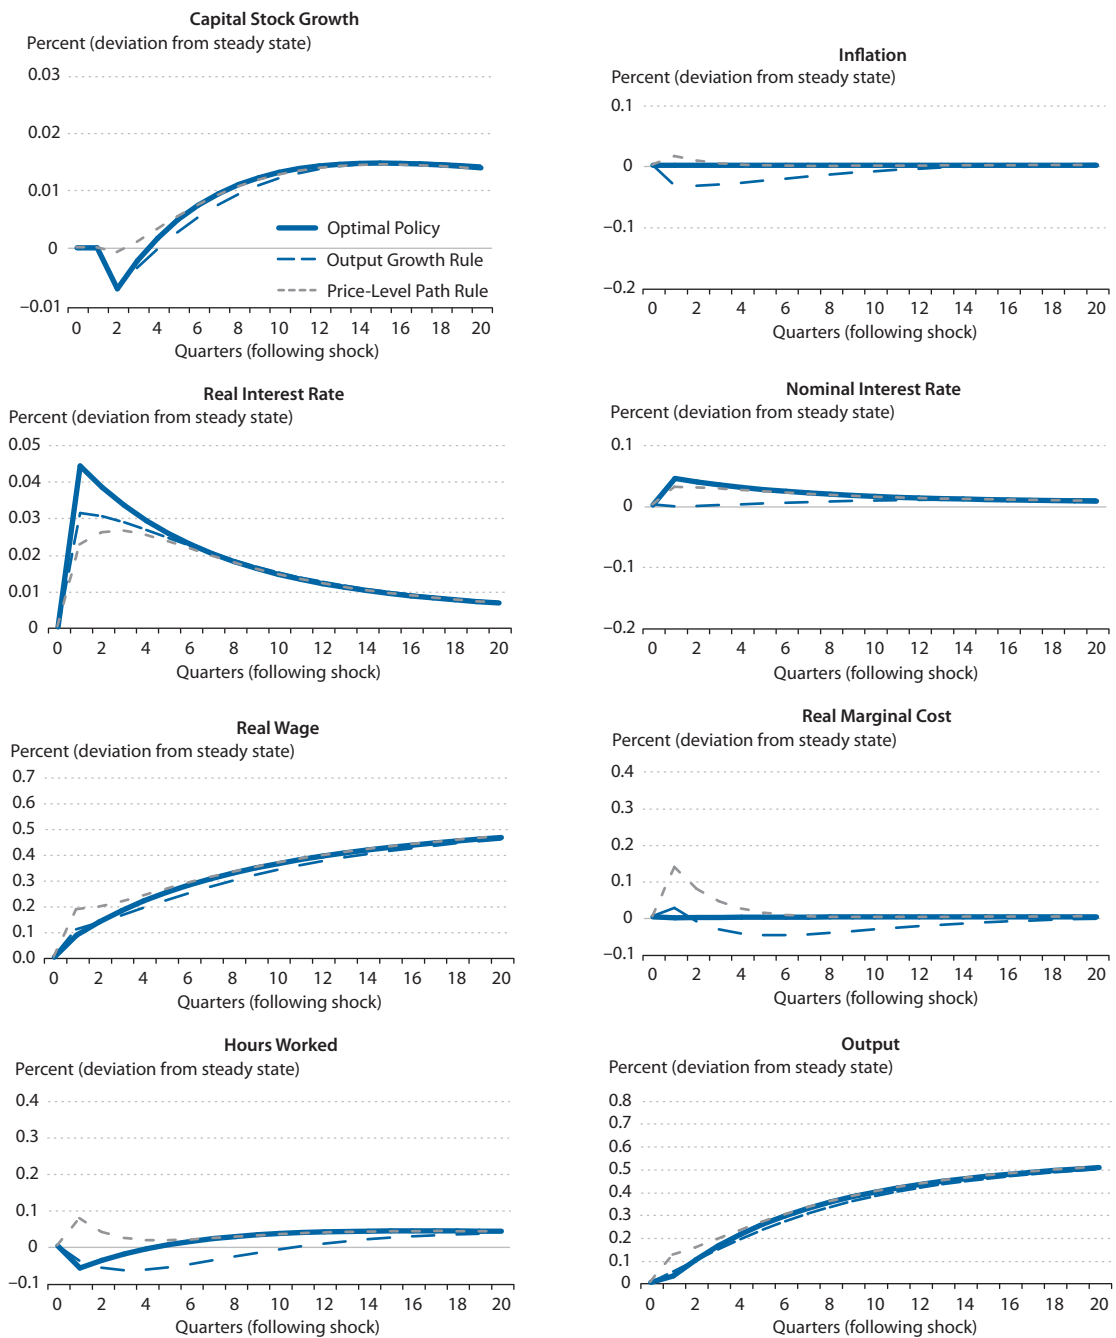 Capital Stock Growth
Percent (deviation from steady state)
0.03
0.02
0.01
0
–0.01
Optimal Policy
Output Growth Rule
Price-Level Path Rule
0 2 4 6 8 10 12 14 16 18 20
Quarters (following shock)
Inflation
Percent (deviation from steady state)
0.1
0
–0.1
–0.2
0 2 4 6 8 10 12 14 16 18 20
Quarters (following shock)
Real Interest Rate
Percent (deviation from steady state)
0.05
0.04
0.03
0.02
0.01
0
0 2 4 6 8 10 12 14 16 18 20
Quarters (following shock)
Nominal Interest Rate
Percent (deviation from steady state)
0.1
0
–0.1
–0.2
0 2 4 6 8 10 12 14 16 18 20
Quarters (following shock)
Real Wage
Percent (deviation from steady state)
0.7
0.6
0.5
0.4
0.3
0.2
0.1
0.0
0 2 4 6 8 10 12 14 16 18 20
Quarters (following shock)
Real Marginal Cost
Percent (deviation from steady state)
0.4
0.3
0.2
0.1
0
–0.1
0 2 4 6 8 10 12 14 16 18 20
Quarters (following shock)
Hours Worked
Percent (deviation from steady state)
0.4
0.3
0.2
0.1
0
–0.1
0 2 4 6 8 10 12 14 16 18 20
Quarters (following shock)
Output
Percent (deviation from steady state)
0.8
0.7
0.6
0.5
0.4
0.3
0.2
0.1
0
0 2 4 6 8 10 12 14 16 18 20
Quarters (following shock)